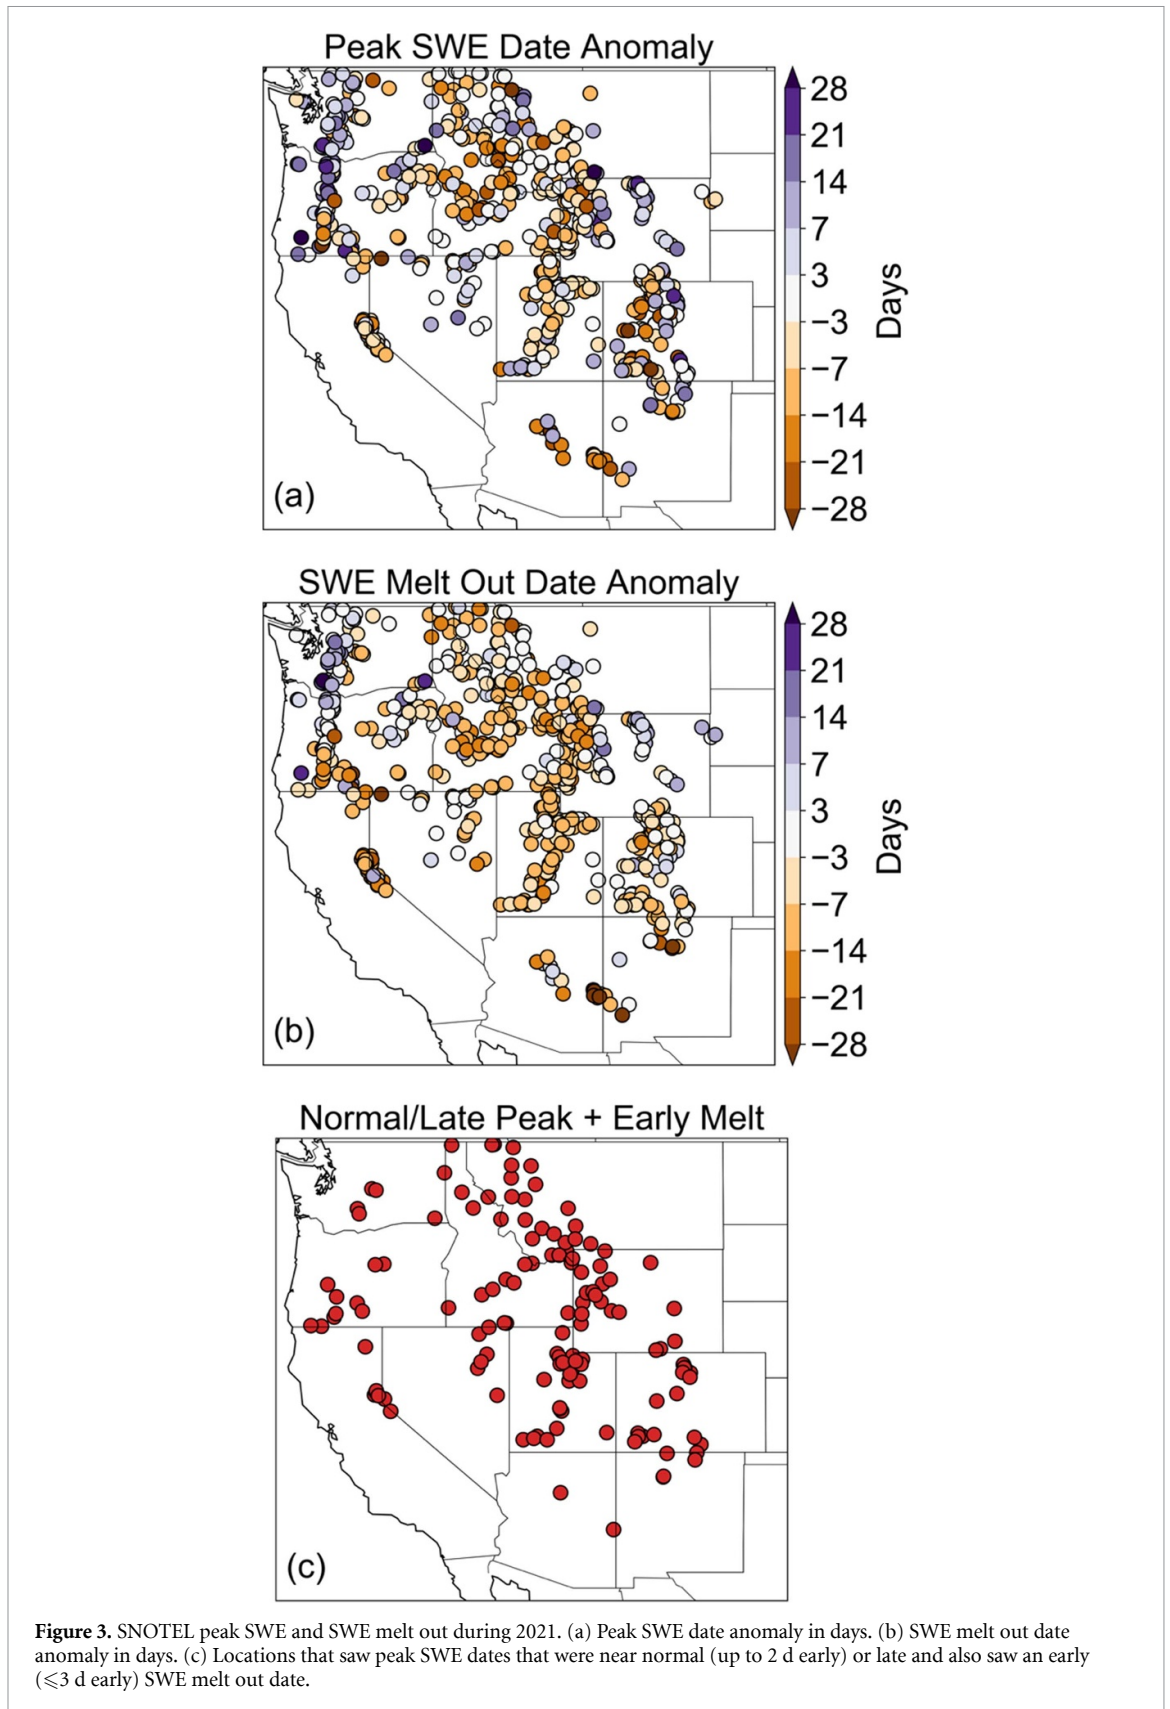 Peak SWE Date Anomaly
28
21
14
7
3
−3
−7
−14
−21
−28
Days
(a)
SWE Melt Out Date Anomaly
28
21
14
7
3
−3
−7
−14
−21
−28
Days
(b)
Normal/Late Peak + Early Melt
(c)
Figure 3. SNOTEL peak SWE and SWE melt out during 2021. (a) Peak SWE date anomaly in days. (b) SWE melt out date
anomaly in days. (c) Locations that saw peak SWE dates that were near normal (up to 2 d early) or late and also saw an early
(⩽3 d early) SWE melt out date.